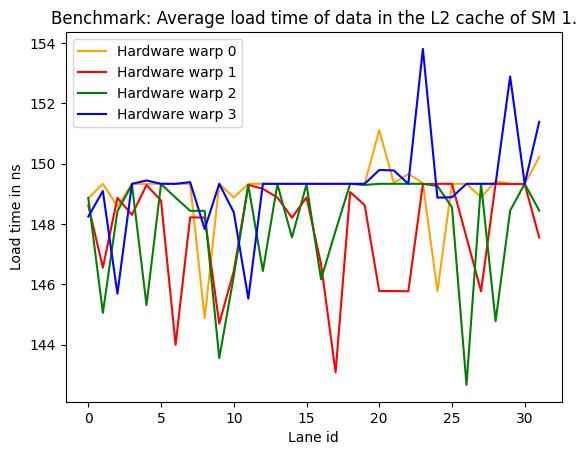 Benchmark: Average load time of data in the L2 cache of SM 1.
154
152
150
148
146
144
Load time in ns
Hardware warp 0
Hardware warp 1
Hardware warp 2
Hardware warp 3
0 5 10 15 20 25 30
Lane id